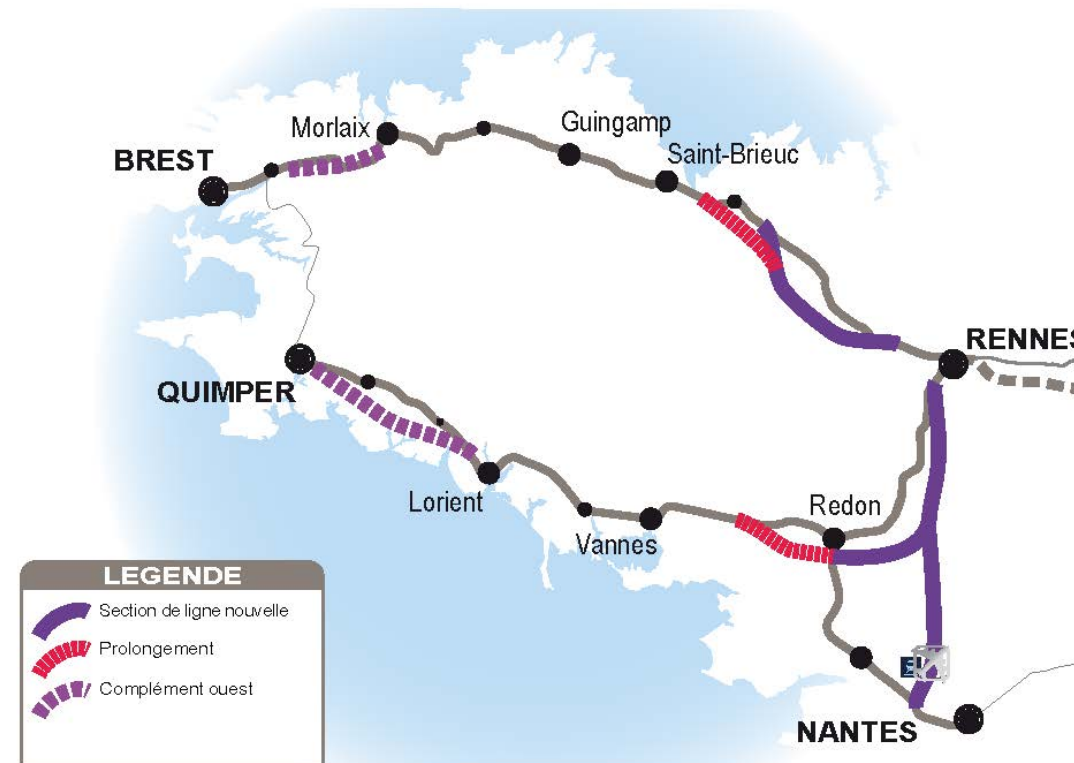 Morlaix
Guingamp
BREST
Saint-Brieuc
RENNES
QUIMPER
Lorient
Redon
Vannes
NANTES
LEGENDE
Section de ligne nouvelle
Prolongement
Complément ouest